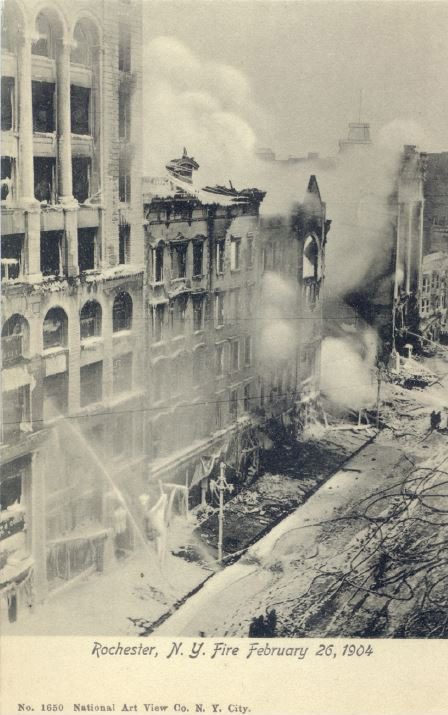 Rochester, N. Y. Fire February 26, 1904
No. 1650 National Art View Co. N. Y. City.